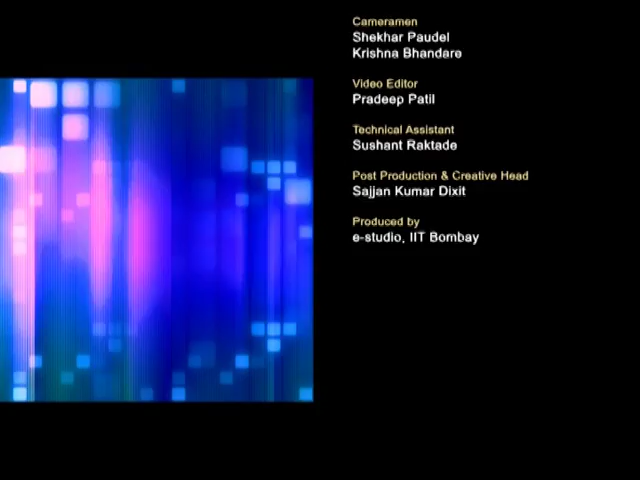 Cameramen
Shekhar Paudel
Krishna Bhandare
Video Editor
Pradeep Patil
Technical Assistant
Sushant Raktade
Post Production & Creative Head
Sajjan Kumar Dixit
Produced by
e-studio, IIT Bombay